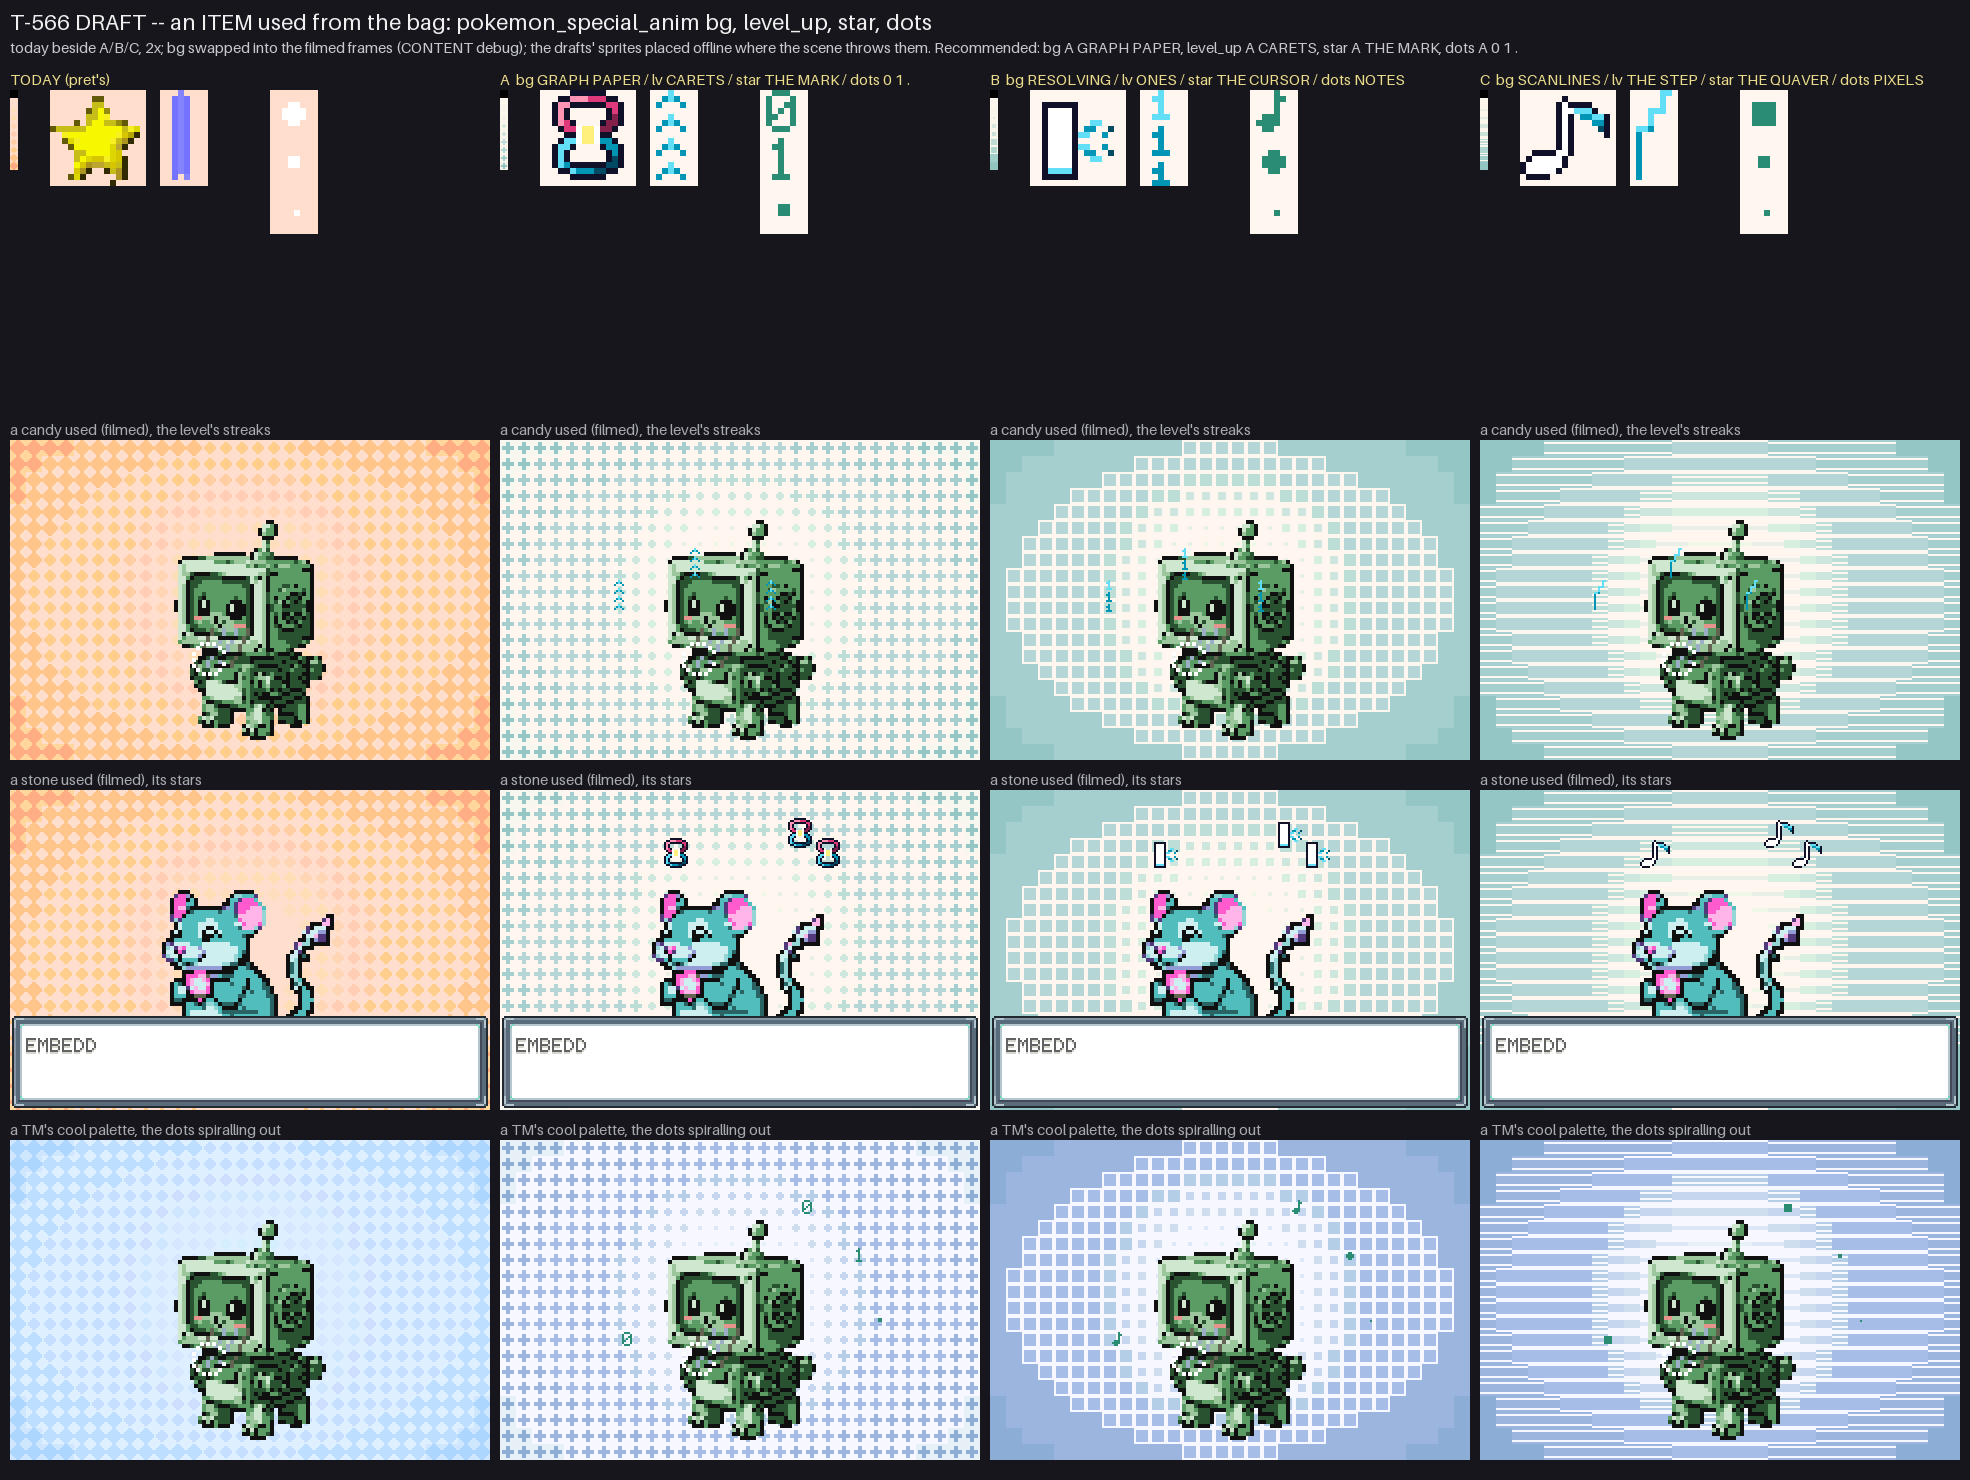 T-566 DRAFT -- an ITEM used from the bag: pokemon_special_anim bg, level_up, star, dots
today beside A/B/C, 2x; bg swapped into the filmed frames (CONTENT debug); the drafts' sprites placed offline where the scene throws them. Recommended: bg A GRAPH PAPER, level_up A CARETS, star A THE MARK, dots A 0 1 .
TODAY (pret's)
A bg GRAPH PAPER / lv CARETS / star THE MARK / dots 0 1 .
B bg RESOLVING / lv ONES / star THE CURSOR / dots NOTES
C bg SCANLINES / lv THE STEP / star THE QUAVER / dots PIXELS
0
1
1
1
1
a candy used (filmed), the level's streaks
a candy used (filmed), the level's streaks
a candy used (filmed), the level's streaks
a candy used (filmed), the level's streaks
a stone used (filmed), its stars
a stone used (filmed), its stars
a stone used (filmed), its stars
a stone used (filmed), its stars
EMBEDD
EMBEDD
EMBEDD
EMBEDD
a TM's cool palette, the dots spiralling out
a TM's cool palette, the dots spiralling out
a TM's cool palette, the dots spiralling out
a TM's cool palette, the dots spiralling out
0
1
0